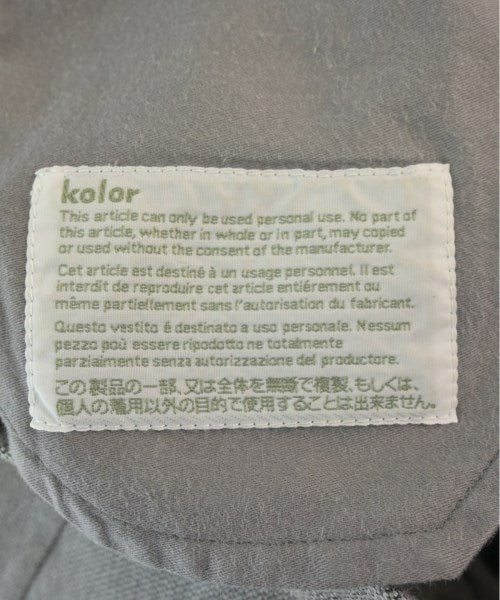 kolor
This article can only be used personal use. No part of
this article, whether in whole or in part, may copied
or used without the consent of the manufacturer.
Cet article est destiné à un usage personnel. Il est
interdit de reproduire cet article entiérement ou
même partiellement sans l'autorisation du fabricant.
Questo vestito é destinato a uso personale. Nessum
pezzo poù essere ripodotto ne totalmente
parziaimente senza autorizzazione del productore.
この製品の一部、又は全体を無断で複製、もしくは、
個人の着用以外の目的で使用することは出来ません。